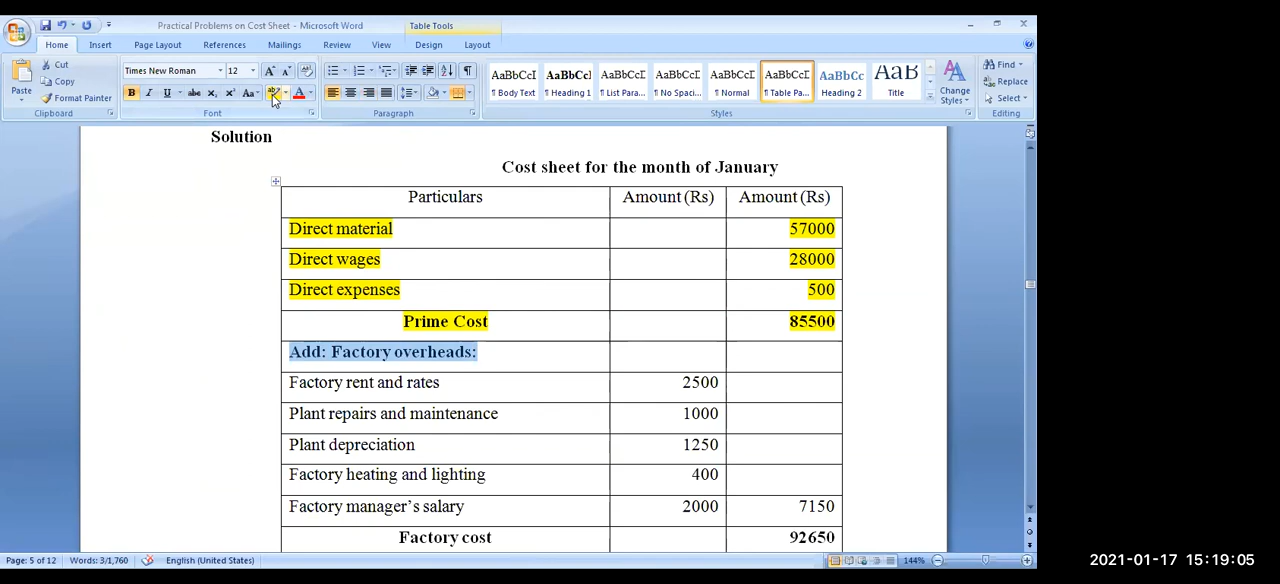 Practical Problems on Cost Sheet - Microsoft Word
Table Tools
Home Insert Page Layout References Mailings Review View Design Layout
Paste
Cut
Copy
Format Painter
Clipboard
Times New Roman 12
B I U abc x₂ x² Aa
Font
Paragraph
AaBbCcI AaBbCcI AaBbCcI AaBbCcI AaBbCcI AaBbCcI AaBbCc AaB
¶ Body Text ¶ Heading 1 ¶ List Para... ¶ No Spaci... ¶ Normal ¶ Table Pa... Heading 2 Title
Change Styles
Styles
Find
Replace
Select
Editing
Solution
Cost sheet for the month of January
Particulars Amount (Rs) Amount (Rs)
Direct material 57000
Direct wages 28000
Direct expenses 500
Prime Cost 85500
Add: Factory overheads:
Factory rent and rates 2500
Plant repairs and maintenance 1000
Plant depreciation 1250
Factory heating and lighting 400
Factory manager’s salary 2000 7150
Factory cost 92650
Page: 5 of 12 Words: 3/1,760 English (United States) 144%
2021-01-17 15:19:05